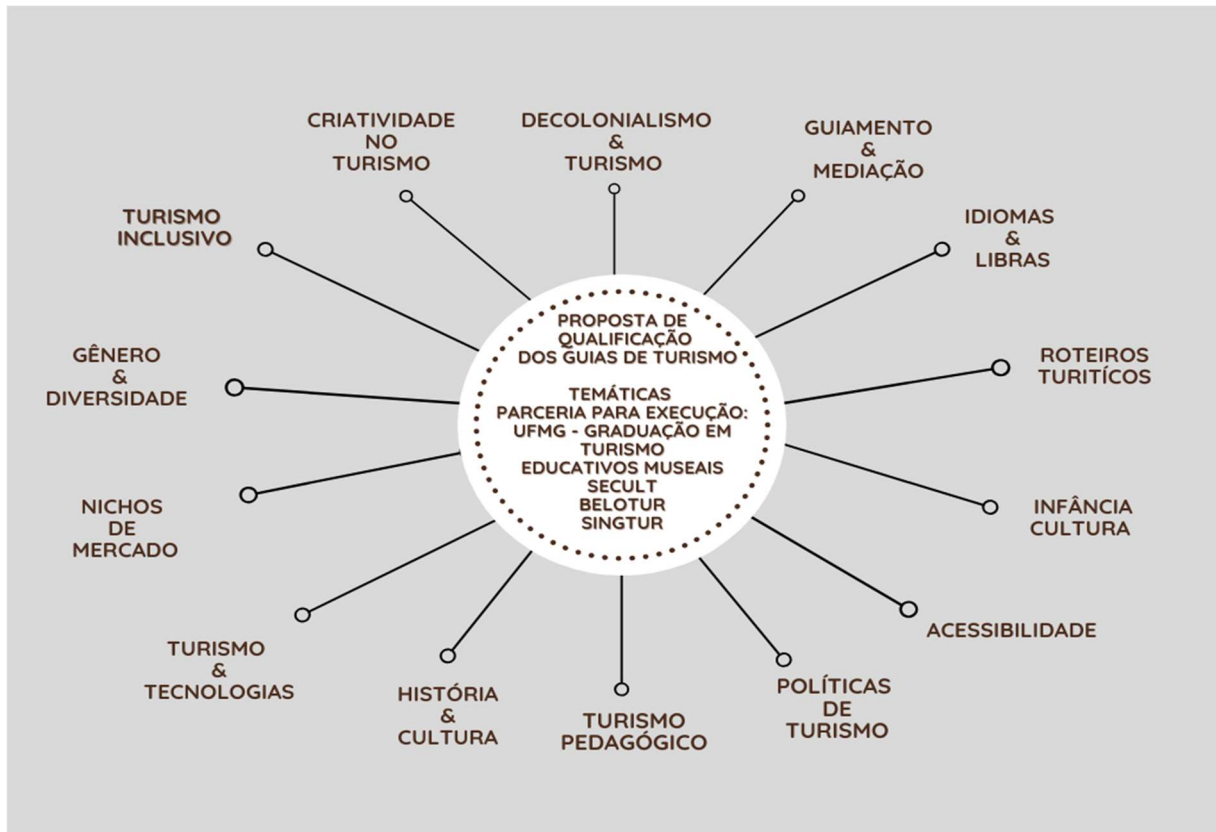 PROPOSTA DE
QUALIFICAÇÃO
DOS GUIAS DE TURISMO
TEMÁTICAS
PARCERIA PARA EXECUÇÃO:
UFMG - GRADUAÇÃO EM
TURISMO
EDUCATIVOS MUSEAIS
SECULT
BELOTUR
SINGTUR
DECOLONIALISMO
&
TURISMO
GUIAMENTO
&
MEDIAÇÃO
IDIOMAS
&
LIBRAS
ROTEIROS
TURITÍCOS
INFÂNCIA
CULTURA
ACESSIBILIDADE
POLÍTICAS
DE
TURISMO
TURISMO
PEDAGÓGICO
HISTÓRIA
&
CULTURA
TURISMO
&
TECNOLOGIAS
NICHOS
DE
MERCADO
GÊNERO
&
DIVERSIDADE
TURISMO
INCLUSIVO
CRIATIVIDADE
NO
TURISMO